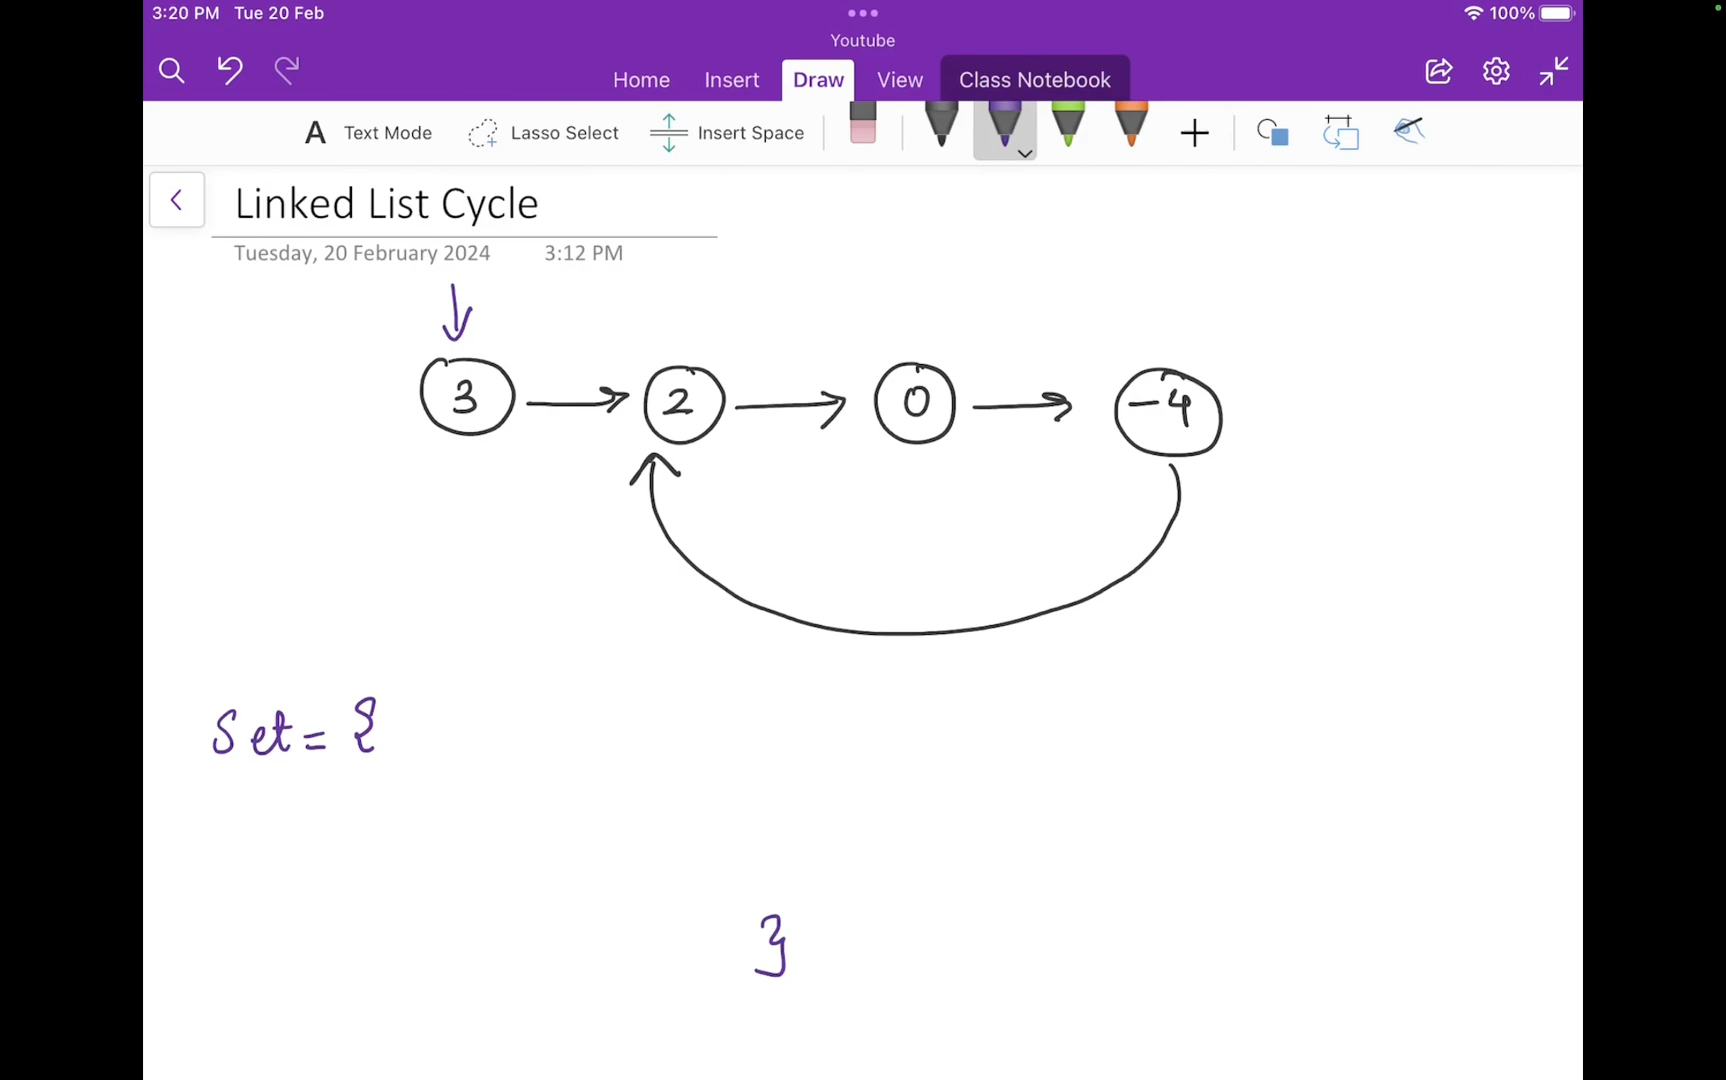 3:20 PM Tue 20 Feb
100%
Youtube
Home Insert Draw View Class Notebook
A Text Mode Lasso Select Insert Space
Linked List Cycle
Tuesday, 20 February 2024 3:12 PM
3 2 0 -4
Set = {
}